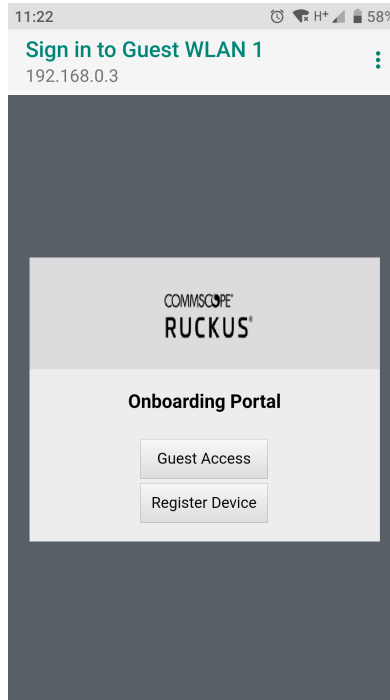 11:22 H+ 58%
Sign in to Guest WLAN 1
192.168.0.3
COMMSCOPE®
RUCKUS®
Onboarding Portal
Guest Access
Register Device